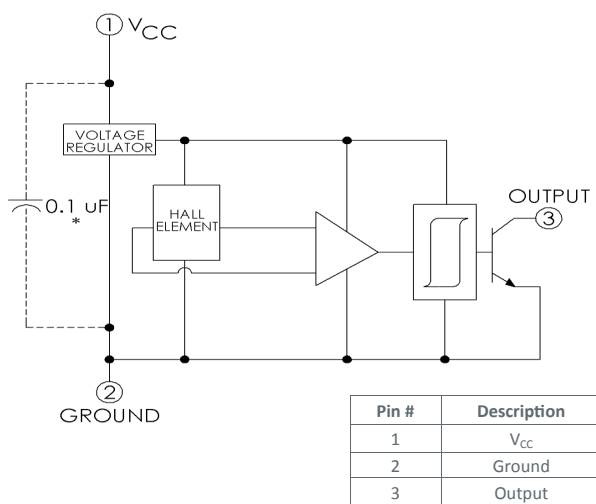 1 VCC
VOLTAGE
REGULATOR
0.1 uF
*
HALL
ELEMENT
OUTPUT
3
2
GROUND
Pin # Description
1 VCC
2 Ground
3 Output